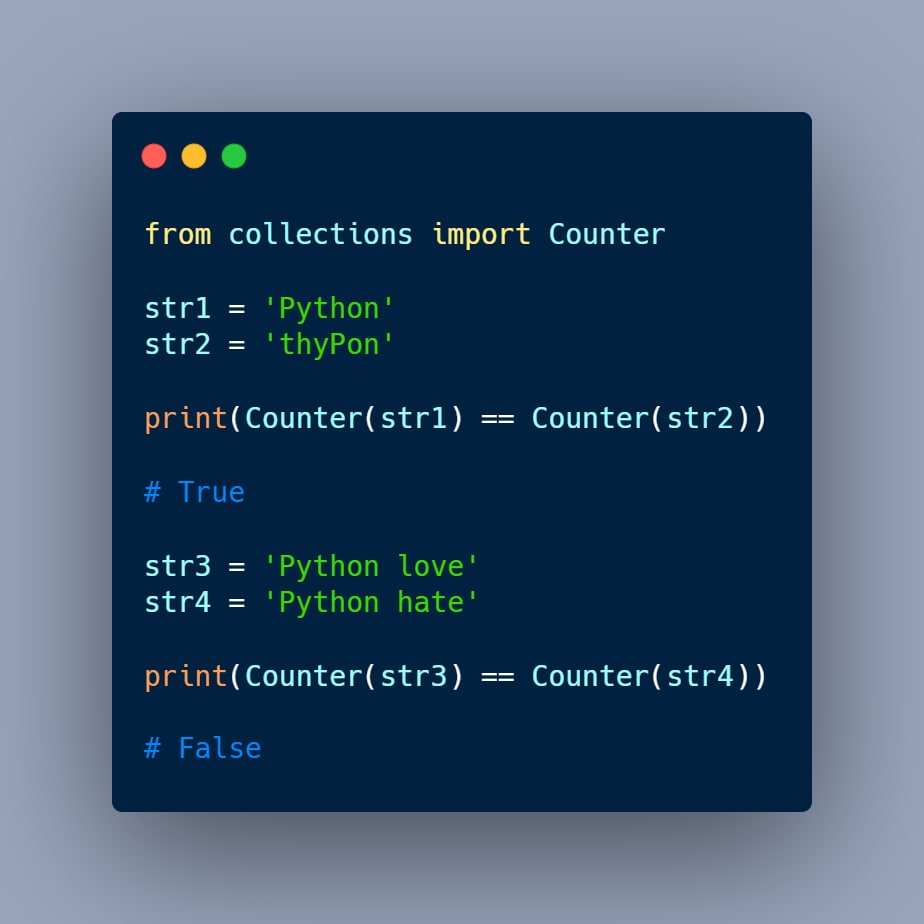 from collections import Counter
str1 = 'Python'
str2 = 'thyPon'
print(Counter(str1) == Counter(str2))
# True
str3 = 'Python love'
str4 = 'Python hate'
print(Counter(str3) == Counter(str4))
# False